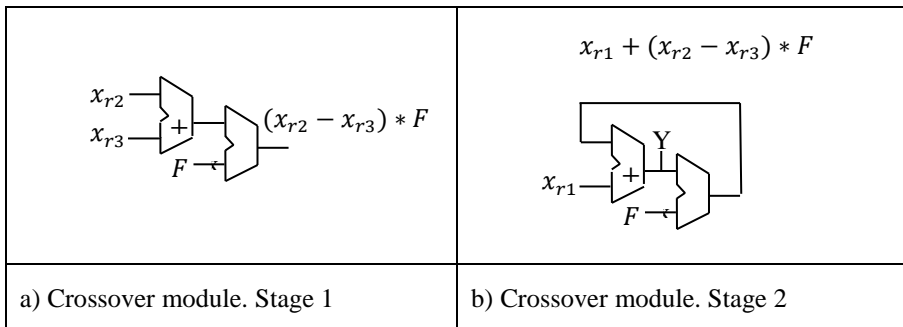 x_{r2}
x_{r3}
+
F
(x_{r2} − x_{r3}) ∗ F
x_{r1} + (x_{r2} − x_{r3}) ∗ F
Y
x_{r1}
+
F
a) Crossover module. Stage 1
b) Crossover module. Stage 2